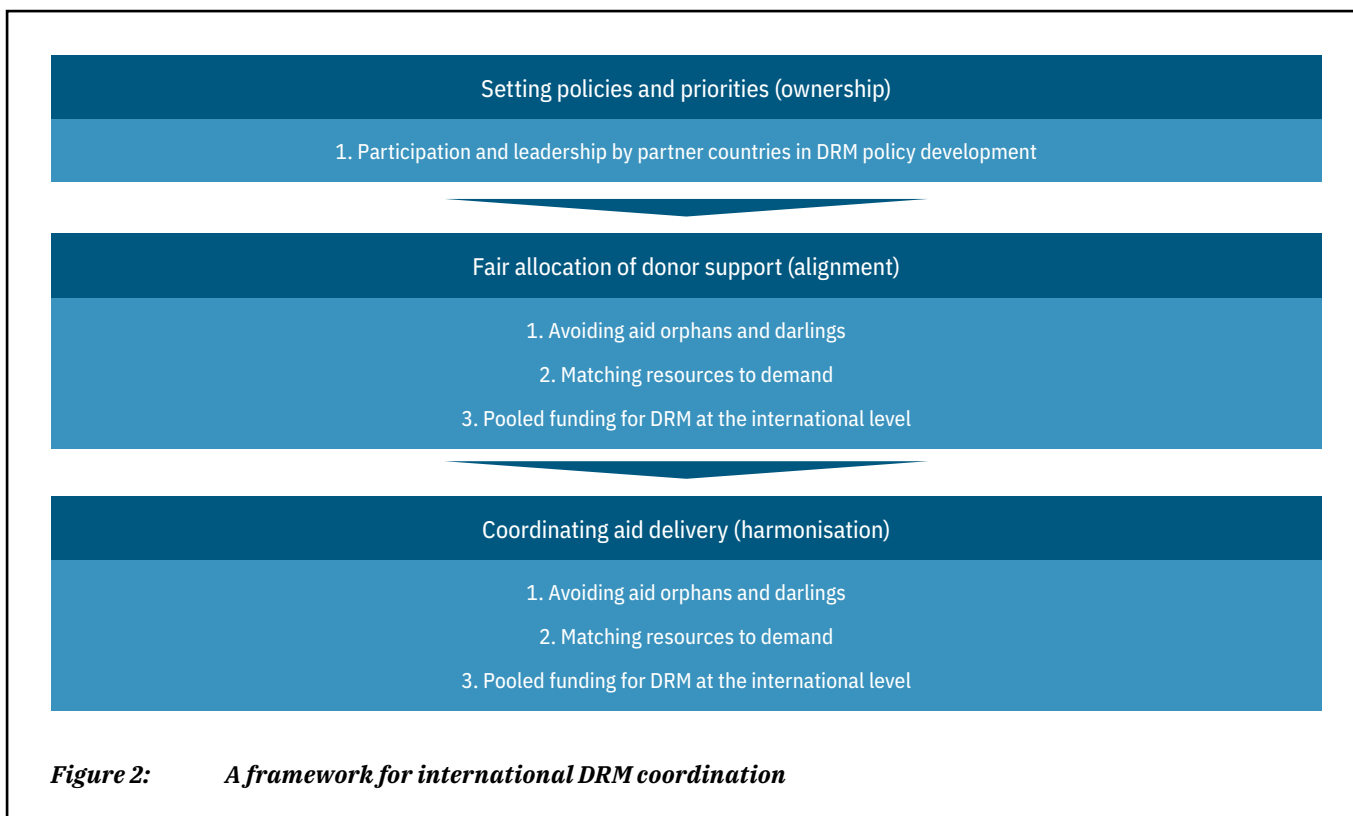 Setting policies and priorities (ownership)
1. Participation and leadership by partner countries in DRM policy development
Fair allocation of donor support (alignment)
1. Avoiding aid orphans and darlings
2. Matching resources to demand
3. Pooled funding for DRM at the international level
Coordinating aid delivery (harmonisation)
1. Avoiding aid orphans and darlings
2. Matching resources to demand
3. Pooled funding for DRM at the international level
Figure 2: A framework for international DRM coordination